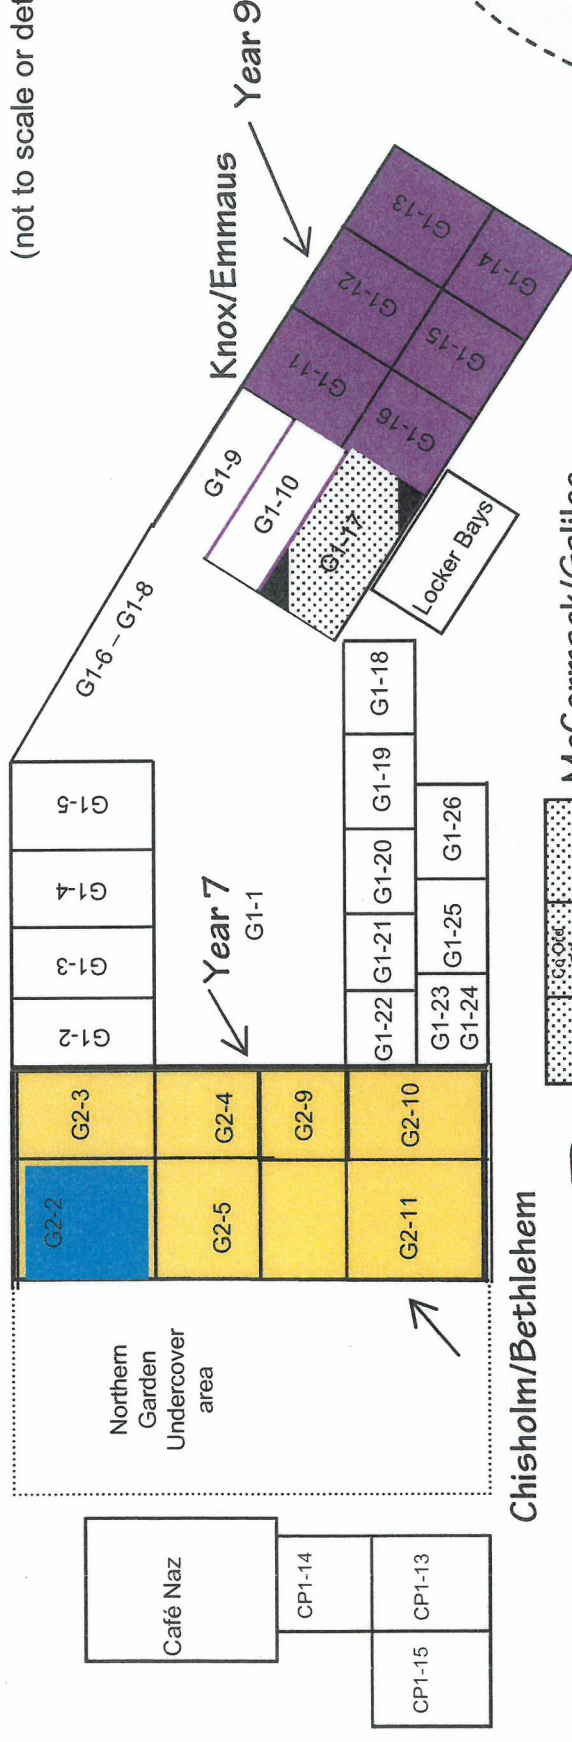 (not to scale or det
Year 9
Knox/Emmaus
G1-13
G1-14
G1-12
G1-15
G1-11
G1-16
G1-9
G1-10
G1-17
Locker Bays
G1-6 – G1-8
G1-5
G1-4
G1-3
G1-2
Year 7
G1-1
G1-18
G1-19
G1-20
G1-21
G1-22
G1-26
G1-25
G1-23
G1-24
G2-3
G2-4
G2-9
G2-10
G2-2
G2-5
G2-11
Northern
Garden
Undercover
area
Chisholm/Bethlehem
Café Naz
CP1-14
CP1-13
CP1-15
McCormack/Galilee